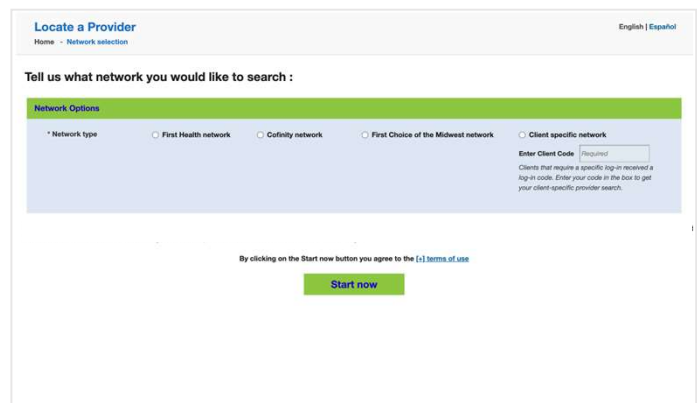 Locate a Provider
English | Español
Home - Network selection
Tell us what network you would like to search :
Network Options
* Network type
First Health network
Cofinity network
First Choice of the Midwest network
Client specific network
Enter Client Code Required
Clients that require a specific log-in received a
log-in code. Enter your code in the box to get
your client-specific provider search.
By clicking on the Start now button you agree to the [+] terms of use
Start now